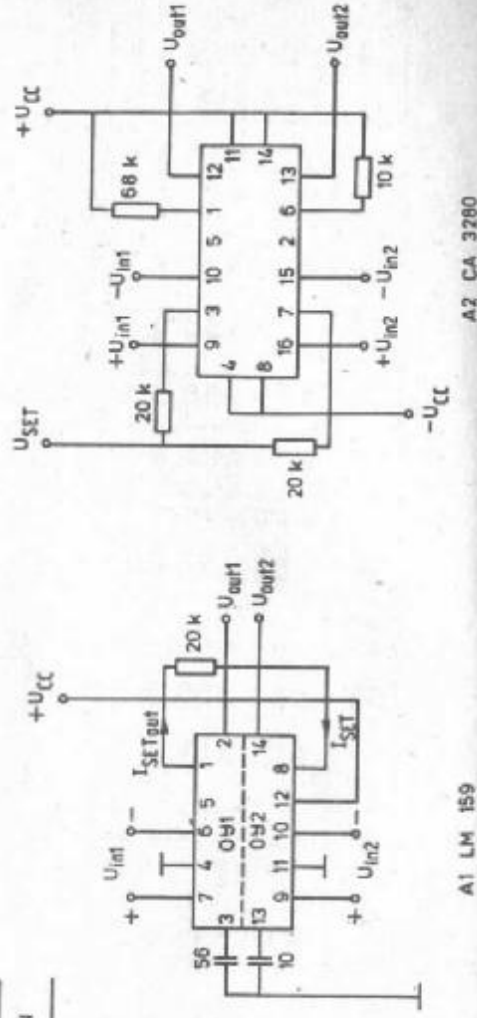 +U_CC
U_in1
+
−
I_SETout
20 k
7 4 6 5 1
56
3
ОУ1
2
U_out1
10
13
ОУ2
14
U_out2
9 11 10 12 8
I_SET
+
−
U_in2
A1 LM 159
U_SET
+U_CC
20 k
+U_in1
−U_in1
68 k
U_out1
9 3 10 5 1
12
4
11
8
14
16 7 15 2 6
13
U_out2
20 k
10 k
+U_in2
−U_in2
−U_CC
A2 CA 3280